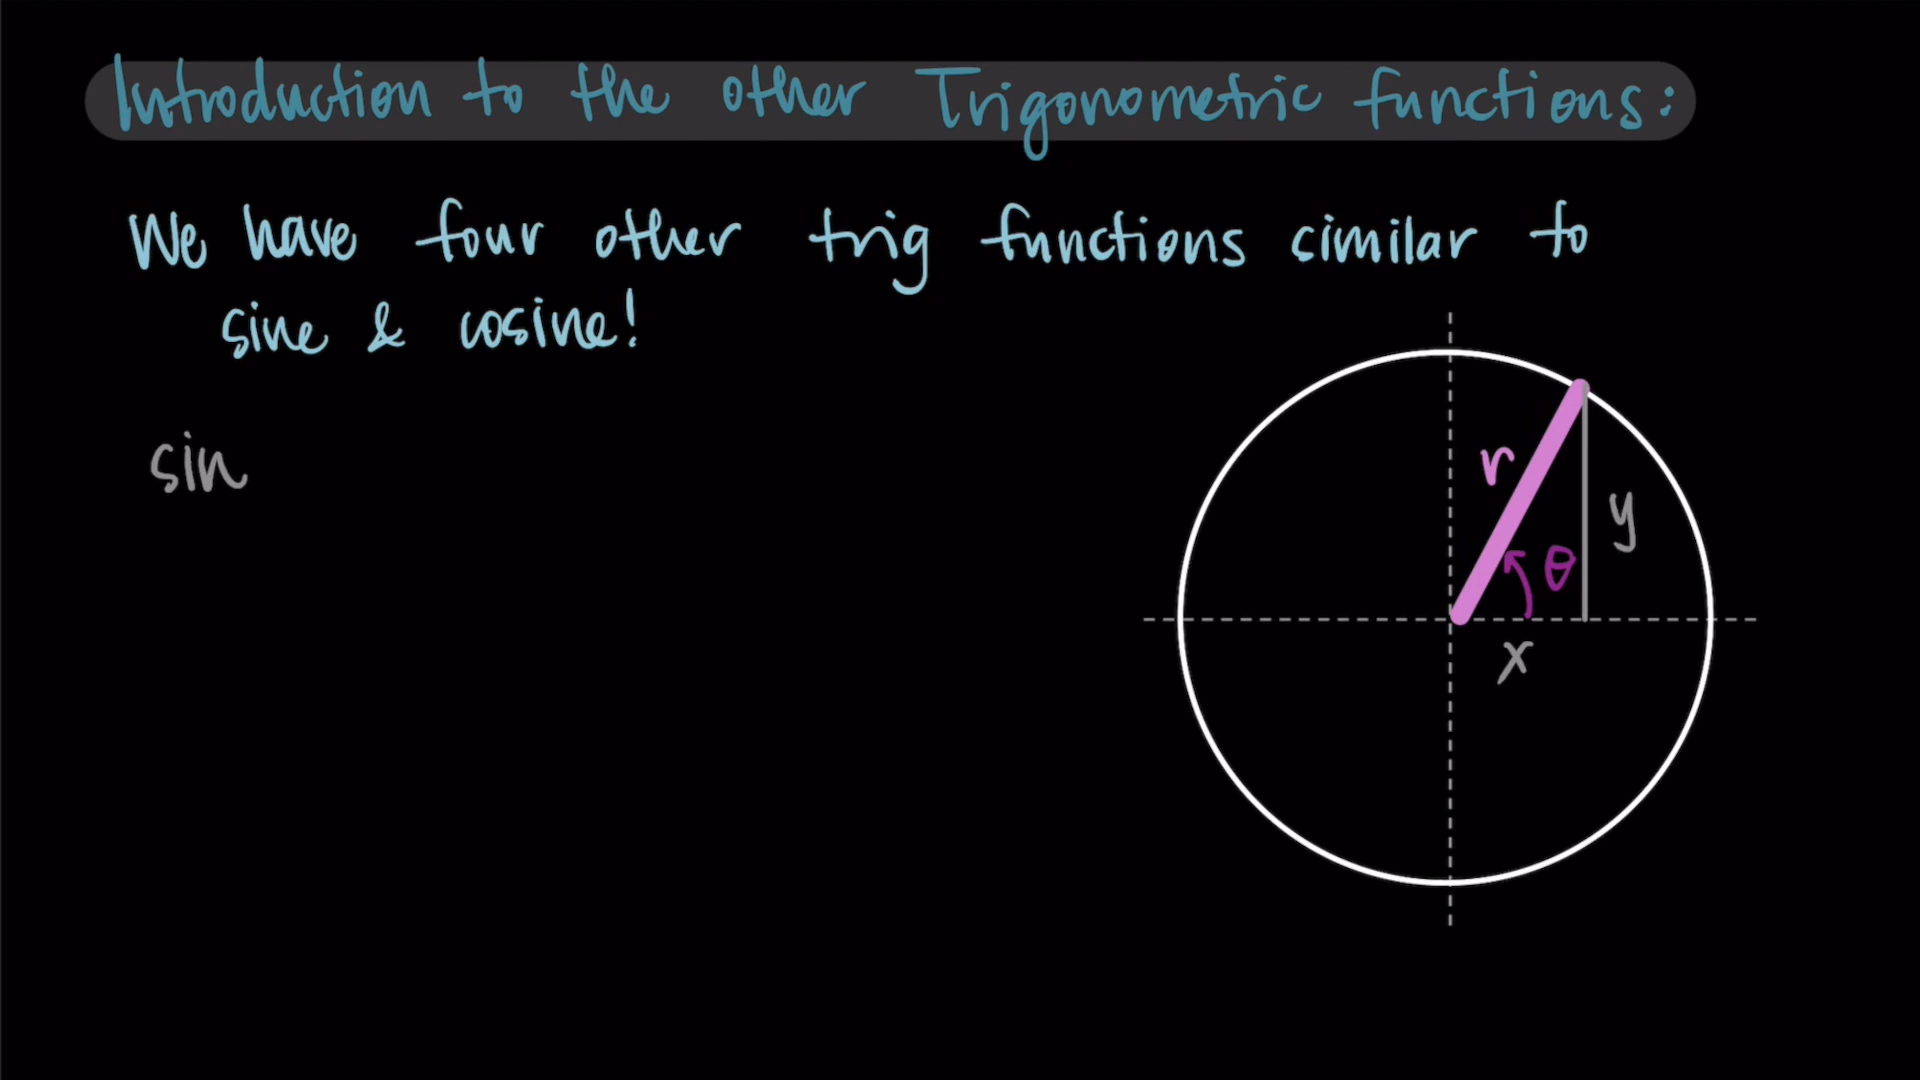 Introduction to the other Trigonometric functions:
We have four other trig functions similar to
sine & cosine!
sin
r
y
θ
x